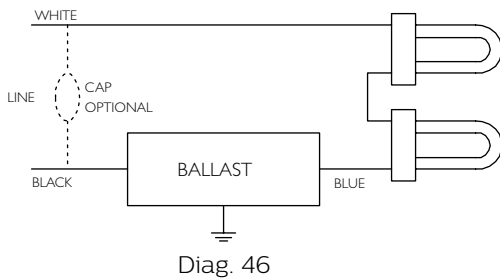 WHITE
LINE
CAP
OPTIONAL
BLACK
BALLAST
BLUE
Diag. 46